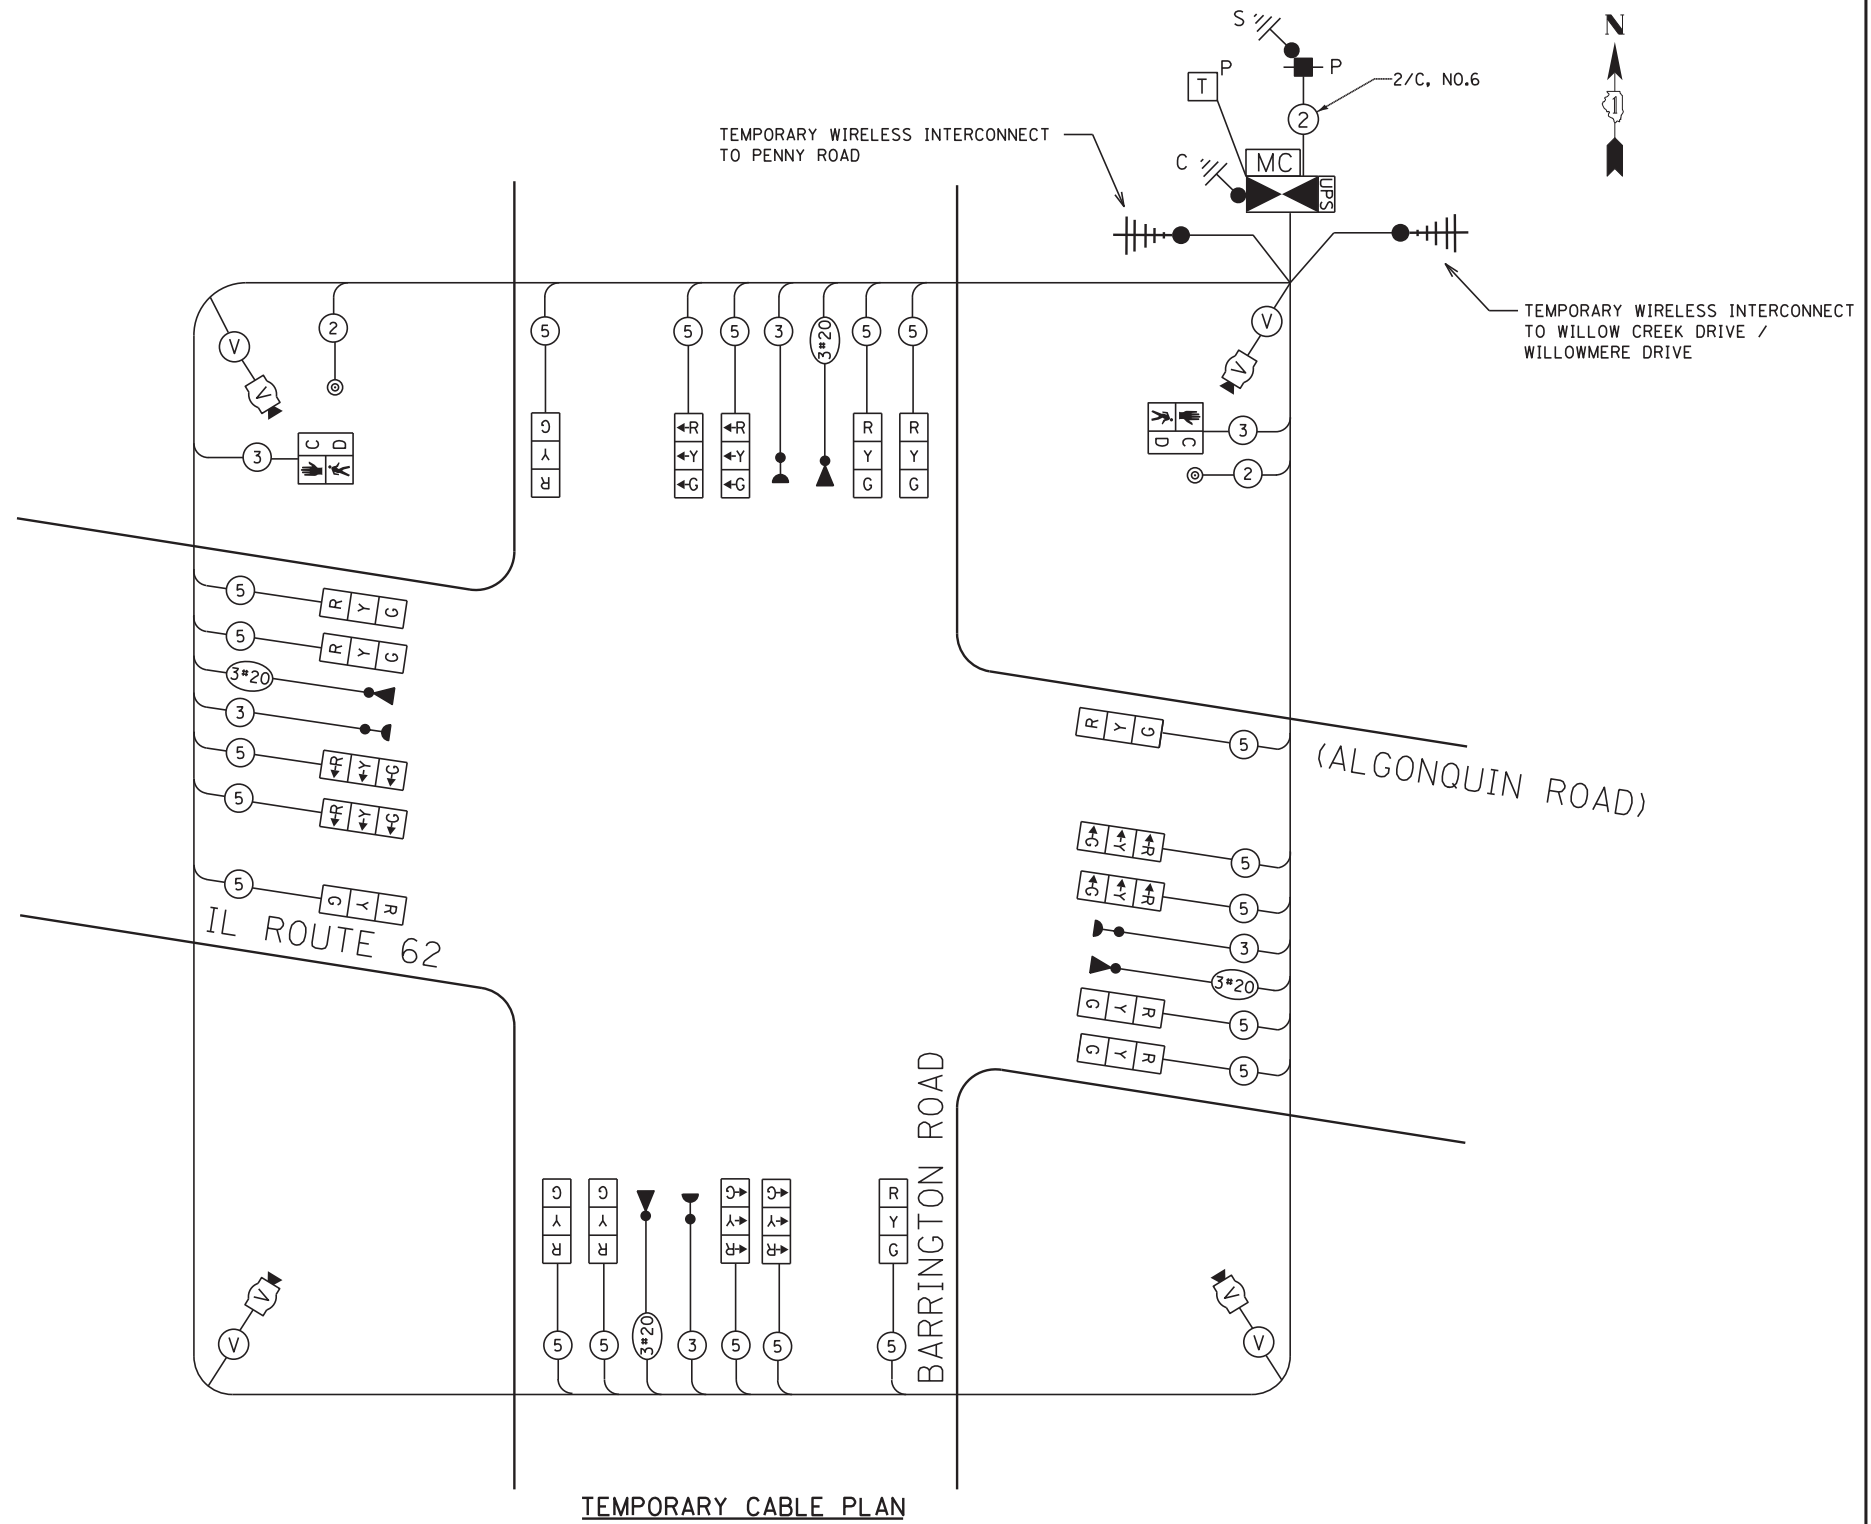 S
N
P
P
T
2/C, NO.6
1
2
TEMPORARY WIRELESS INTERCONNECT
TO PENNY ROAD
C
MC
UPS
TEMPORARY WIRELESS INTERCONNECT
TO WILLOW CREEK DRIVE /
WILLOWMERE DRIVE
V
V
2
5
5
5
3
3#20
5
5
V
V
G
Y
R
R
Y
G
R
Y
G
R
Y
G
R
Y
G
3
C D
3
D C
2
5
R Y G
5
R Y G
3#20
3
5
R Y G
5
R Y G
5
G Y R
IL ROUTE 62
R Y G
5
(ALGONQUIN ROAD)
G Y R
5
G Y R
5
3
3#20
G Y R
5
G Y R
5
BARRINGTON ROAD
G
Y
R
G
Y
R
G
Y
R
G
Y
R
R
Y
G
5
5
3#20
3
5
5
5
V
V
V
V
TEMPORARY CABLE PLAN